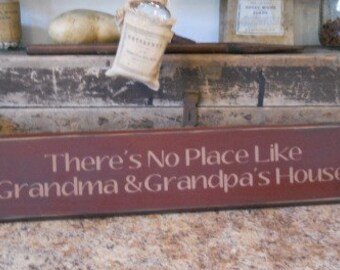 There's No Place Like
Grandma & Grandpa's House